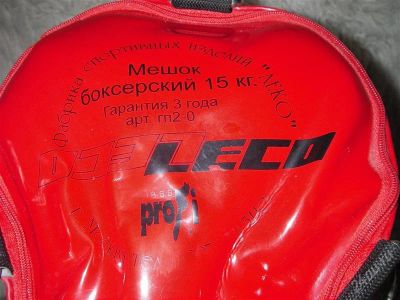 Фабрика спортивных изделий "ЛЕКО"
Мешок
боксерский 15 кг.
Гарантия 3 года
арт. гп2-0
LECO
profi